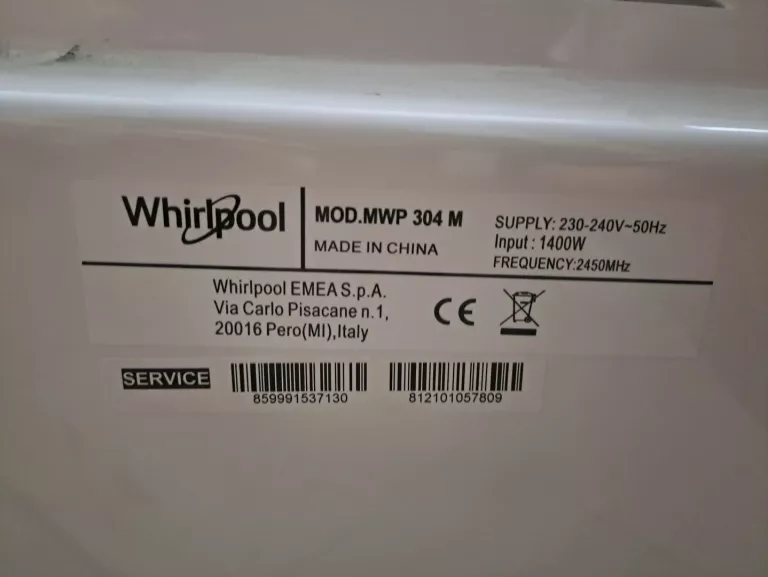 Whirlpool
MOD.MWP 304 M
MADE IN CHINA
SUPPLY: 230-240V~50Hz
Input : 1400W
FREQUENCY:2450MHz
Whirlpool EMEA S.p.A.
Via Carlo Pisacane n.1,
20016 Pero(MI),Italy
CE
SERVICE
859991537130
812101057809